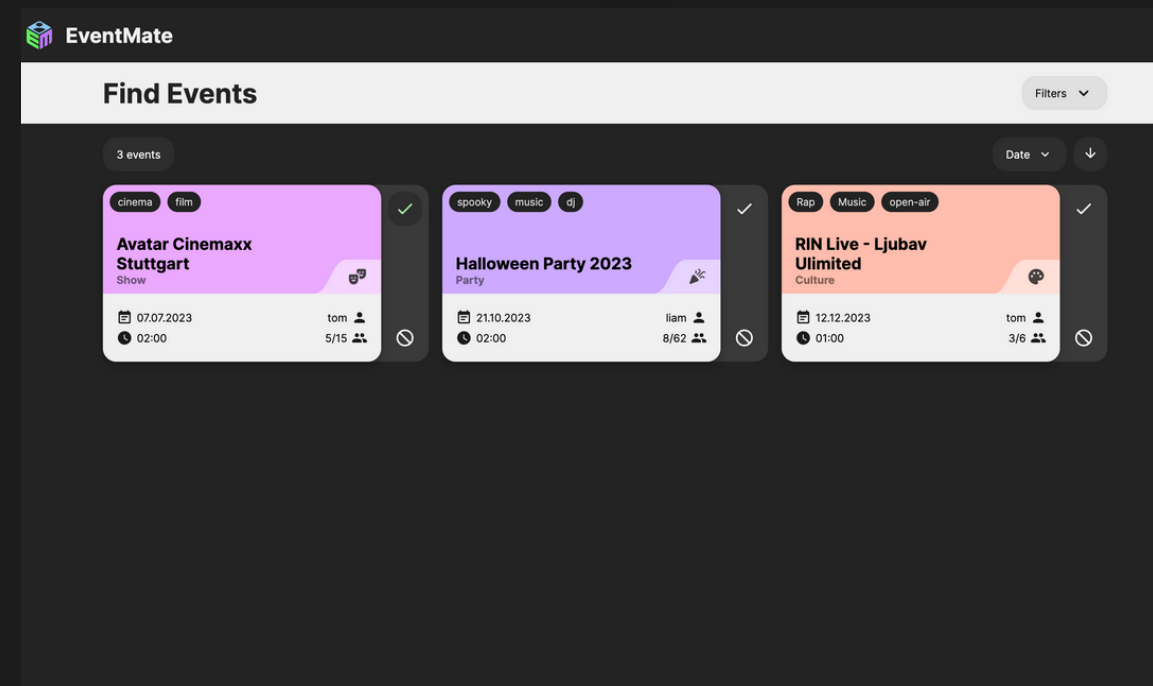 EventMate
Find Events
Filters
3 events
Date
cinema film
Avatar Cinemaxx
Stuttgart
Show
07.07.2023 tom
02:00 5/15
spooky music dj
Halloween Party 2023
Party
21.10.2023 liam
02:00 8/62
Rap Music open-air
RIN Live - Ljubav
Ulimited
Culture
12.12.2023 tom
01:00 3/6